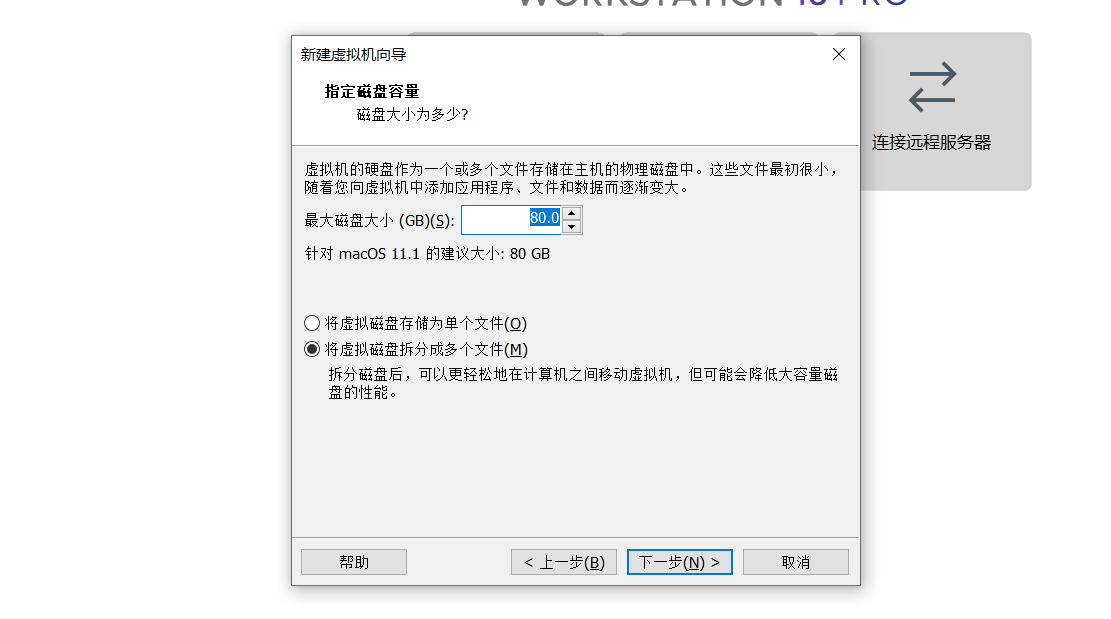 WORKSTATION 16 PRO
新建虚拟机向导
指定磁盘容量
磁盘大小为多少?
连接远程服务器
虚拟机的硬盘作为一个或多个文件存储在主机的物理磁盘中。这些文件最初很小，
随着您向虚拟机中添加应用程序、文件和数据而逐渐变大。
最大磁盘大小 (GB)(S): 80.0
针对 macOS 11.1 的建议大小: 80 GB
将虚拟磁盘存储为单个文件(O)
将虚拟磁盘拆分成多个文件(M)
拆分磁盘后，可以更轻松地在计算机之间移动虚拟机，但可能会降低大容量磁
盘的性能。
帮助 < 上一步(B) 下一步(N) > 取消